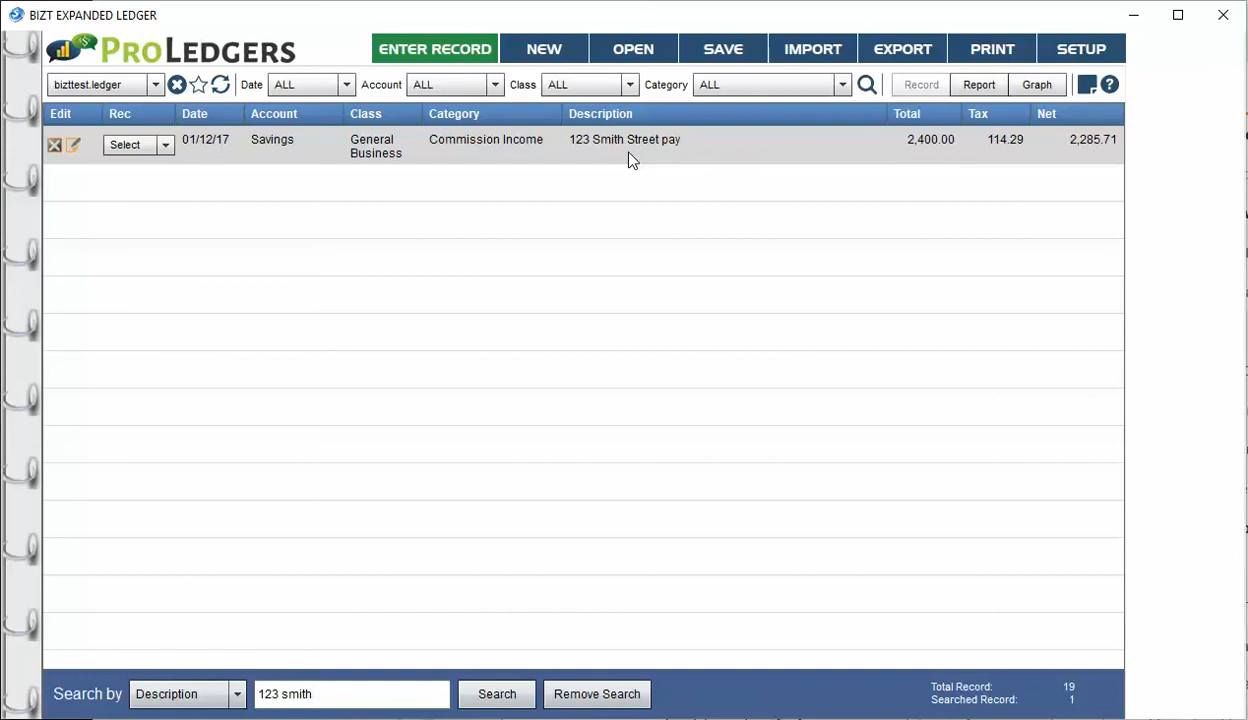 BIZT EXPANDED LEDGER
PROLEDGERS ENTER RECORD NEW OPEN SAVE IMPORT EXPORT PRINT SETUP
bizttest.ledger Date ALL Account ALL Class ALL Category ALL Record Report Graph ?
Edit Rec Date Account Class Category Description Total Tax Net
Select 01/12/17 Savings General Commission Income 123 Smith Street pay 2,400.00 114.29 2,285.71
Business
Search by Description 123 smith Search Remove Search
Total Record: 19
Searched Record: 1